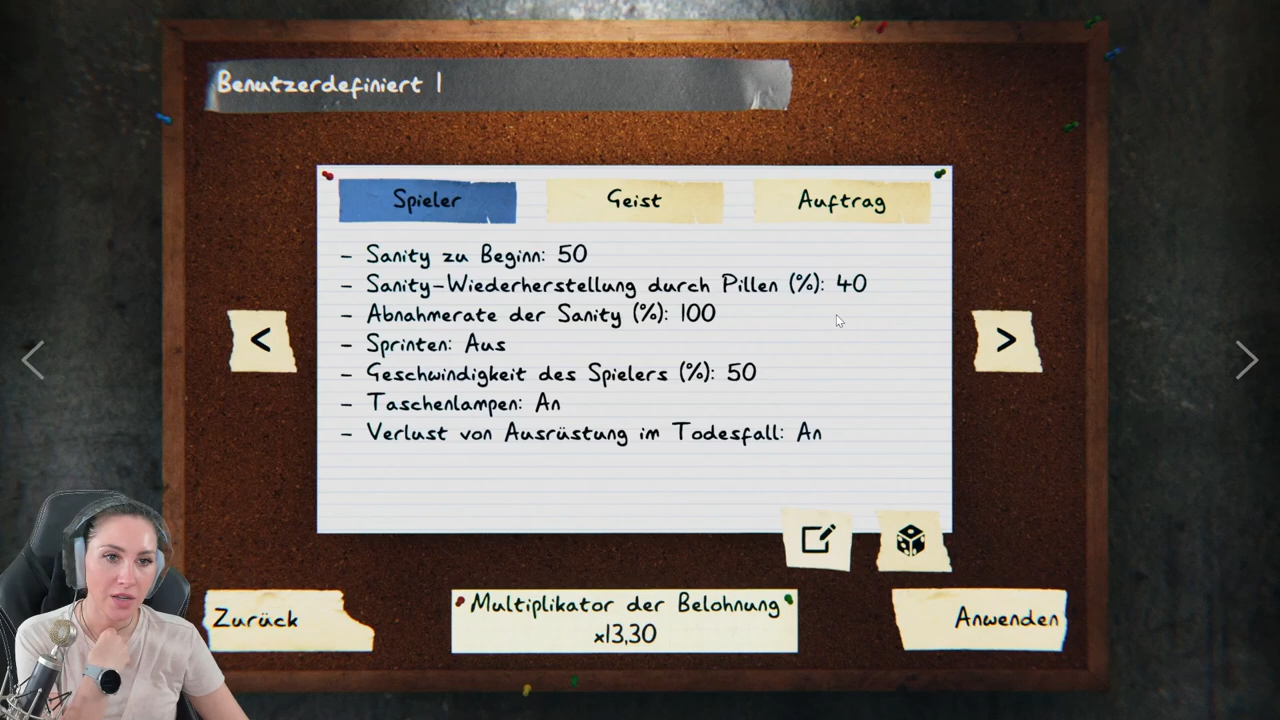 Benutzerdefiniert 1
Spieler
Geist
Auftrag
- Sanity zu Beginn: 50
- Sanity-Wiederherstellung durch Pillen (%): 40
- Abnahmerate der Sanity (%): 100
- Sprinten: Aus
- Geschwindigkeit des Spielers (%): 50
- Taschenlampen: An
- Verlust von Ausrüstung im Todesfall: An
<
>
Zurück
Multiplikator der Belohnung
x13,30
Anwenden